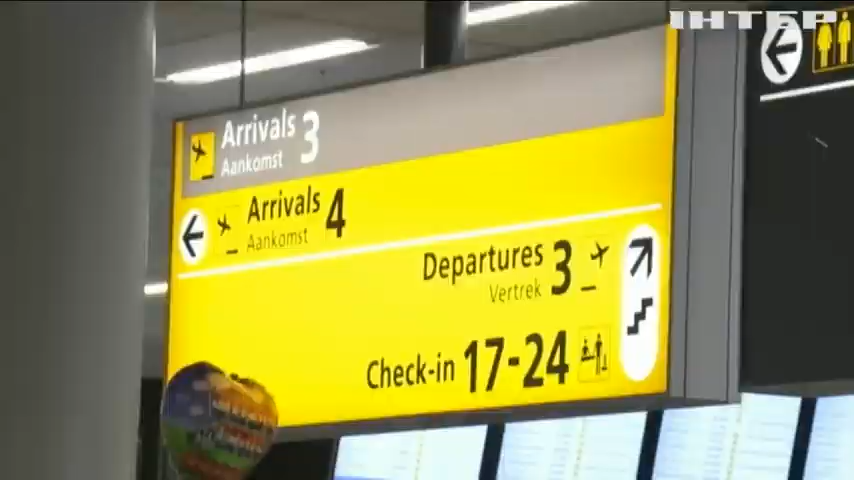 ІНТЕР
Arrivals 3
Aankomst
Arrivals 4
Aankomst
Departures 3
Vertrek
Check-in 17-24